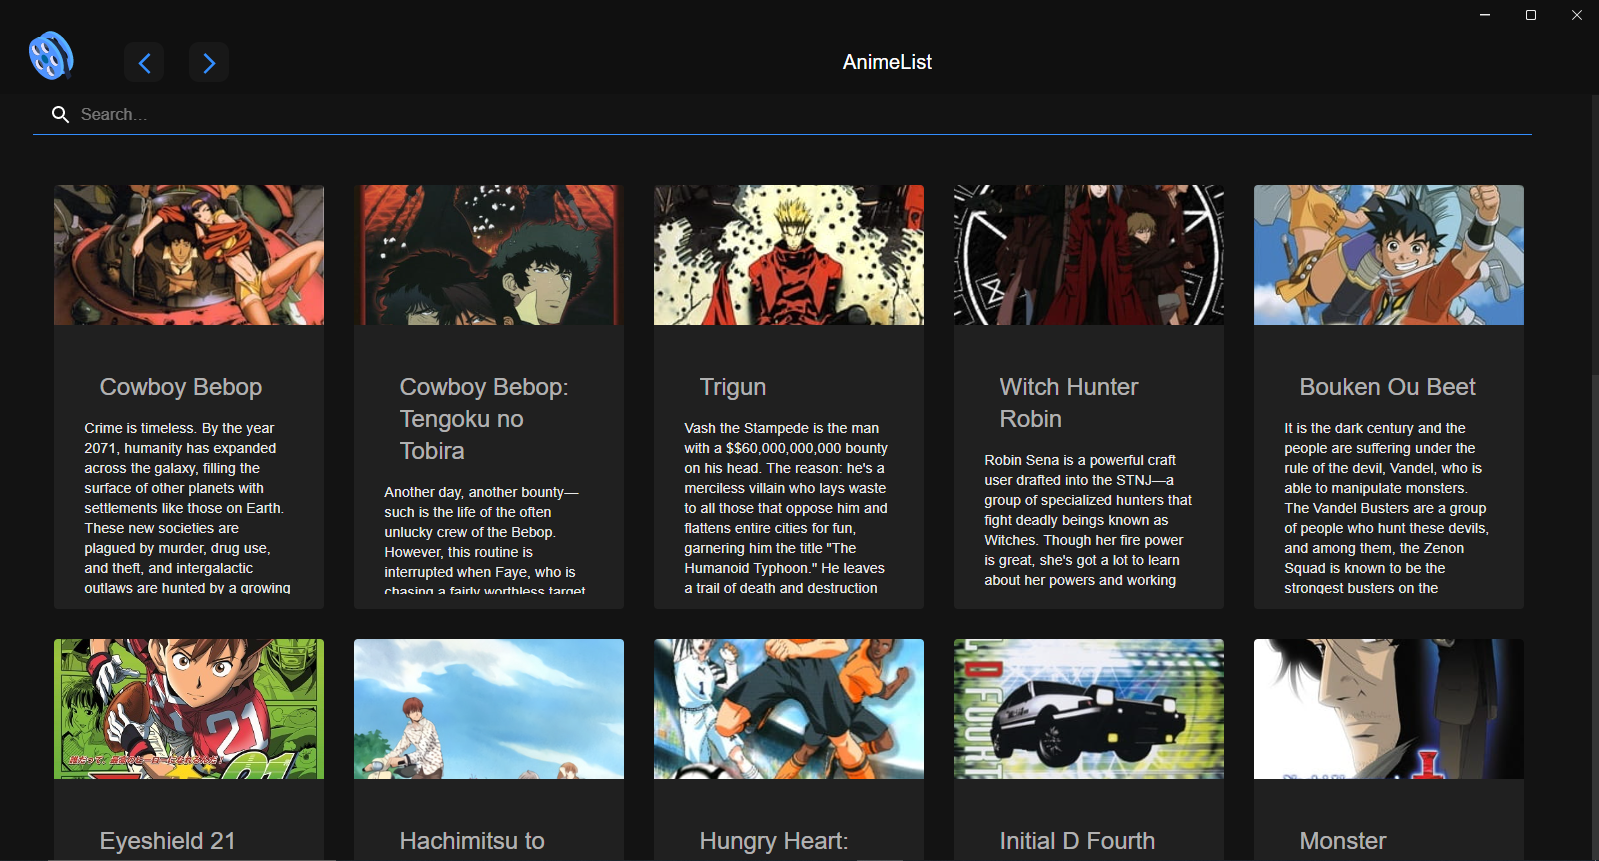 AnimeList
Search...
Cowboy Bebop
Crime is timeless. By the year
2071, humanity has expanded
across the galaxy, filling the
surface of other planets with
settlements like those on Earth.
These new societies are
plagued by murder, drug use,
and theft, and intergalactic
outlaws are hunted by a growing
Cowboy Bebop:
Tengoku no
Tobira
Another day, another bounty—
such is the life of the often
unlucky crew of the Bebop.
However, this routine is
interrupted when Faye, who is
chasing a fairly worthless target
Trigun
Vash the Stampede is the man
with a $$60,000,000,000 bounty
on his head. The reason: he's a
merciless villain who lays waste
to all those that oppose him and
flattens entire cities for fun,
garnering him the title "The
Humanoid Typhoon." He leaves
a trail of death and destruction
Witch Hunter
Robin
Robin Sena is a powerful craft
user drafted into the STNJ—a
group of specialized hunters that
fight deadly beings known as
Witches. Though her fire power
is great, she's got a lot to learn
about her powers and working
Bouken Ou Beet
It is the dark century and the
people are suffering under the
rule of the devil, Vandel, who is
able to manipulate monsters.
The Vandel Busters are a group
of people who hunt these devils,
and among them, the Zenon
Squad is known to be the
strongest busters on the
21
Eyeshield 21
Hachimitsu to
1
Hungry Heart:
D
Initial D Fourth
Monster